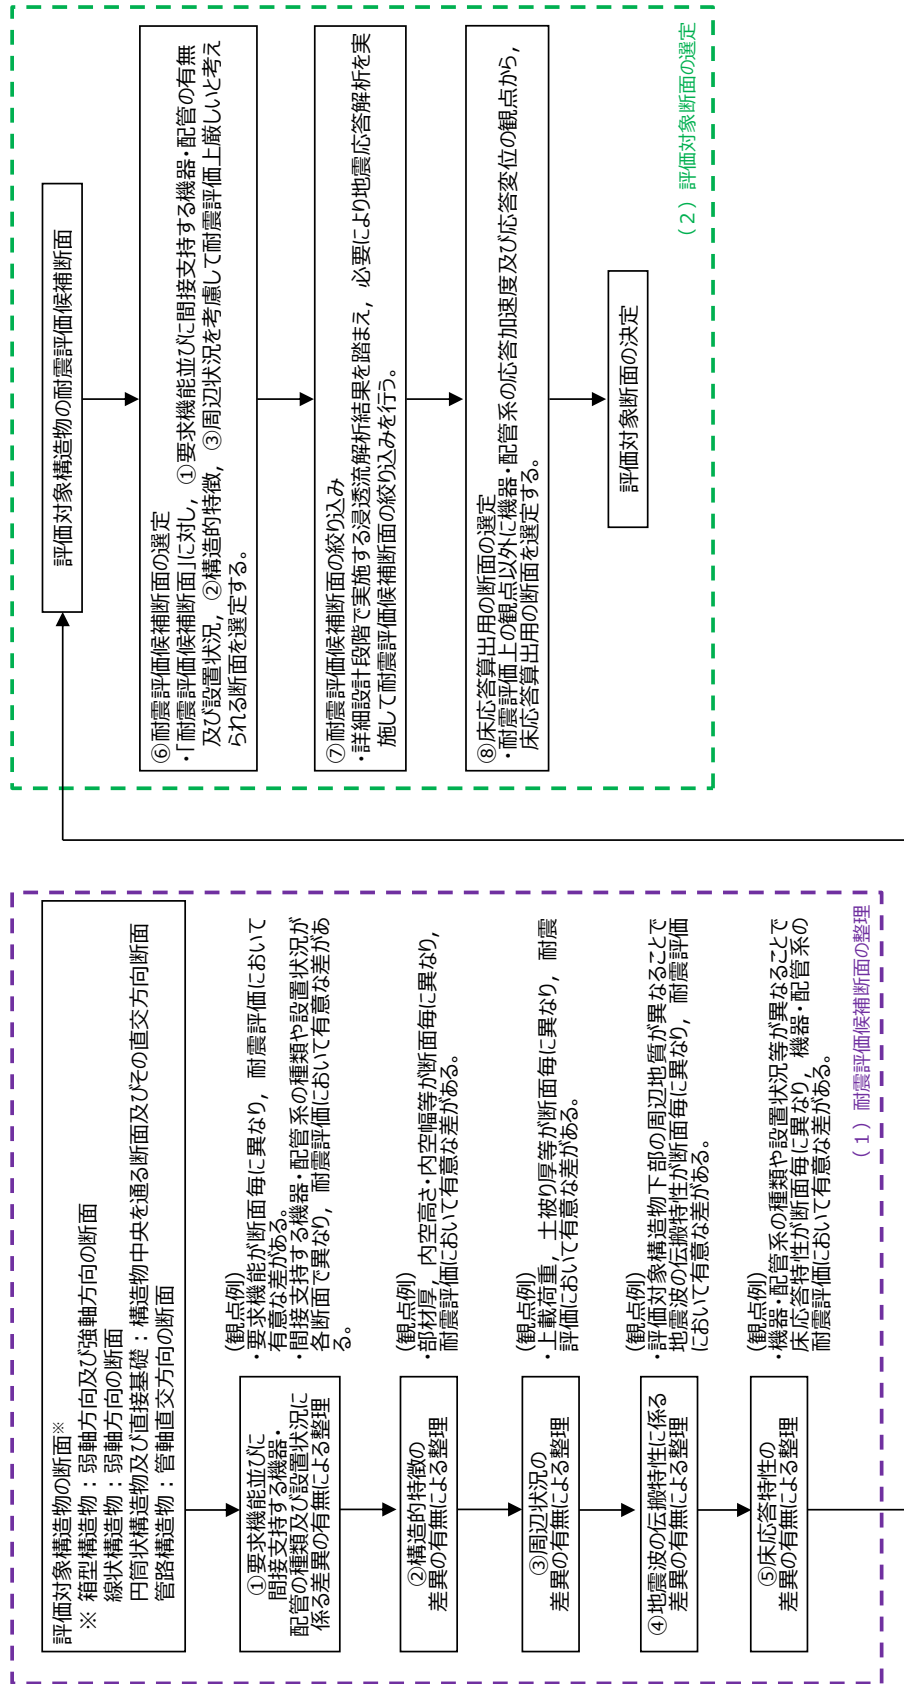 評価対象構造物の断面※
※ 箱型構造物：弱軸方向及び強軸方向の断面
線状構造物：弱軸方向の断面
円筒状構造物及び直接基礎：構造物中央を通る断面及びその直交方向断面
管路構造物：管軸直交方向の断面
①要求機能並びに
間接支持する機器・
配管の種類及び設置状況に
係る差異の有無による整理
(観点例)
・要求機能が断面毎に異なり，耐震評価において
有意な差がある。
・間接支持する機器・配管系の種類や設置状況が
各断面で異なり，耐震評価において有意な差があ
る。
②構造的特徴の
差異の有無による整理
(観点例)
・部材厚，内空高さ・内空幅等が断面毎に異なり，
耐震評価において有意な差がある。
③周辺状況の
差異の有無による整理
(観点例)
・上載荷重，土被り厚等が断面毎に異なり，耐震
評価において有意な差がある。
④地震波の伝搬特性に係る
差異の有無による整理
(観点例)
・評価対象構造物下部の周辺地質が異なることで
地震波の伝搬特性が断面毎に異なり，耐震評価
において有意な差がある。
⑤床応答特性の
差異の有無による整理
(観点例)
・機器・配管系の種類や設置状況等が異なることで
床応答特性が断面毎に異なり，機器・配管系の
耐震評価において有意な差がある。
（１）耐震評価候補断面の整理
評価対象構造物の耐震評価候補断面
⑥耐震評価候補断面の選定
・「耐震評価候補断面」に対し，①要求機能並びに間接支持する機器・配管の有無
及び設置状況，②構造的特徴，③周辺状況を考慮して耐震評価上厳しいと考え
られる断面を選定する。
⑦耐震評価候補断面の絞り込み
・詳細設計段階で実施する浸透流解析結果を踏まえ，必要により地震応答解析を実
施して耐震評価候補断面の絞り込みを行う。
⑧床応答算出用の断面の選定
・耐震評価上の観点以外に機器・配管系の応答加速度及び応答変位の観点から，
床応答算出用の断面を選定する。
評価対象断面の決定
（２）評価対象断面の選定